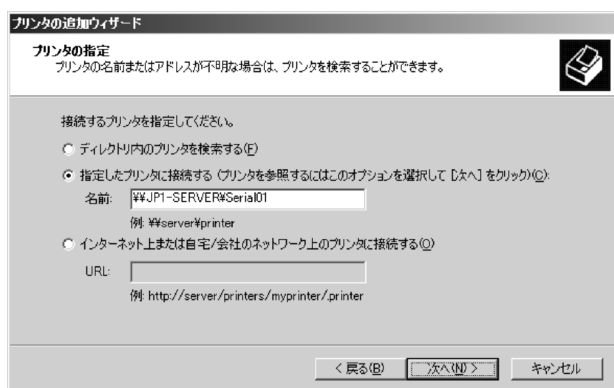 プリンタの追加ウィザード
プリンタの指定
プリンタの名前またはアドレスが不明な場合は、プリンタを検索することができます。
接続するプリンタを指定してください。
ディレクトリ内のプリンタを検索する(F)
指定したプリンタに接続する (プリンタを参照するにはこのオプションを選択して [次へ] をクリック)(C):
名前: ¥¥JP1-SERVER¥Serial01
例: ¥¥server¥printer
インターネット上または自宅/会社のネットワーク上のプリンタに接続する(O)
URL:
例: http://server/printers/myprinter/.printer
< 戻る(B) 次へ(N) > キャンセル